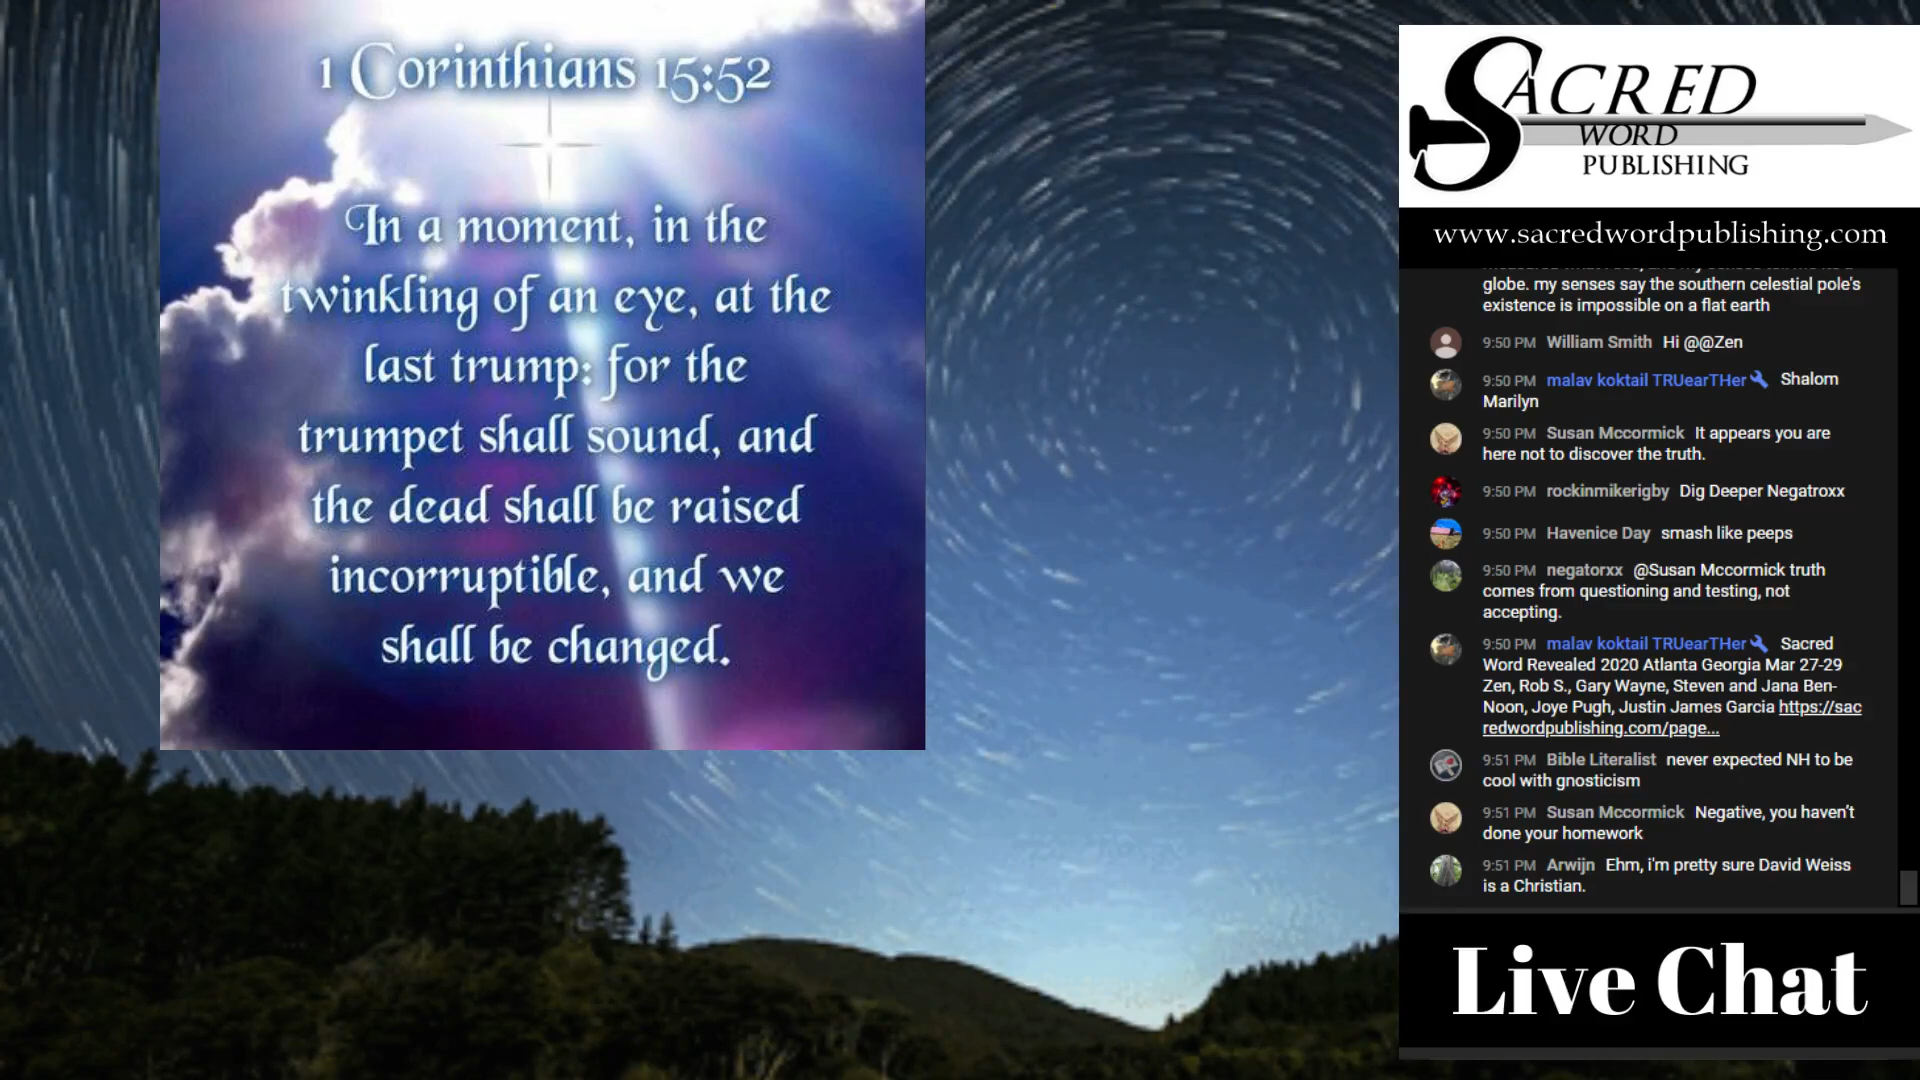 1 Corinthians 15:52
In a moment, in the
twinkling of an eye, at the
last trump: for the
trumpet shall sound, and
the dead shall be raised
incorruptible, and we
shall be changed.
SACRED
WORD
PUBLISHING
www.sacredwordpublishing.com
globe. my senses say the southern celestial pole's
existence is impossible on a flat earth
9:50 PM William Smith Hi @@Zen
9:50 PM malav koktail TRUearTHer Shalom
Marilyn
9:50 PM Susan Mccormick It appears you are
here not to discover the truth.
9:50 PM rockinmikerigby Dig Deeper Negatroxx
9:50 PM Havenice Day smash like peeps
9:50 PM negatorxx @Susan Mccormick truth
comes from questioning and testing, not
accepting.
9:50 PM malav koktail TRUearTHer Sacred
Word Revealed 2020 Atlanta Georgia Mar 27-29
Zen, Rob S., Gary Wayne, Steven and Jana Ben-
Noon, Joye Pugh, Justin James Garcia https://sac
redwordpublishing.com/page...
9:51 PM Bible Literalist never expected NH to be
cool with gnosticism
9:51 PM Susan Mccormick Negative, you haven't
done your homework
9:51 PM Arwijn Ehm, i'm pretty sure David Weiss
is a Christian.
Live Chat